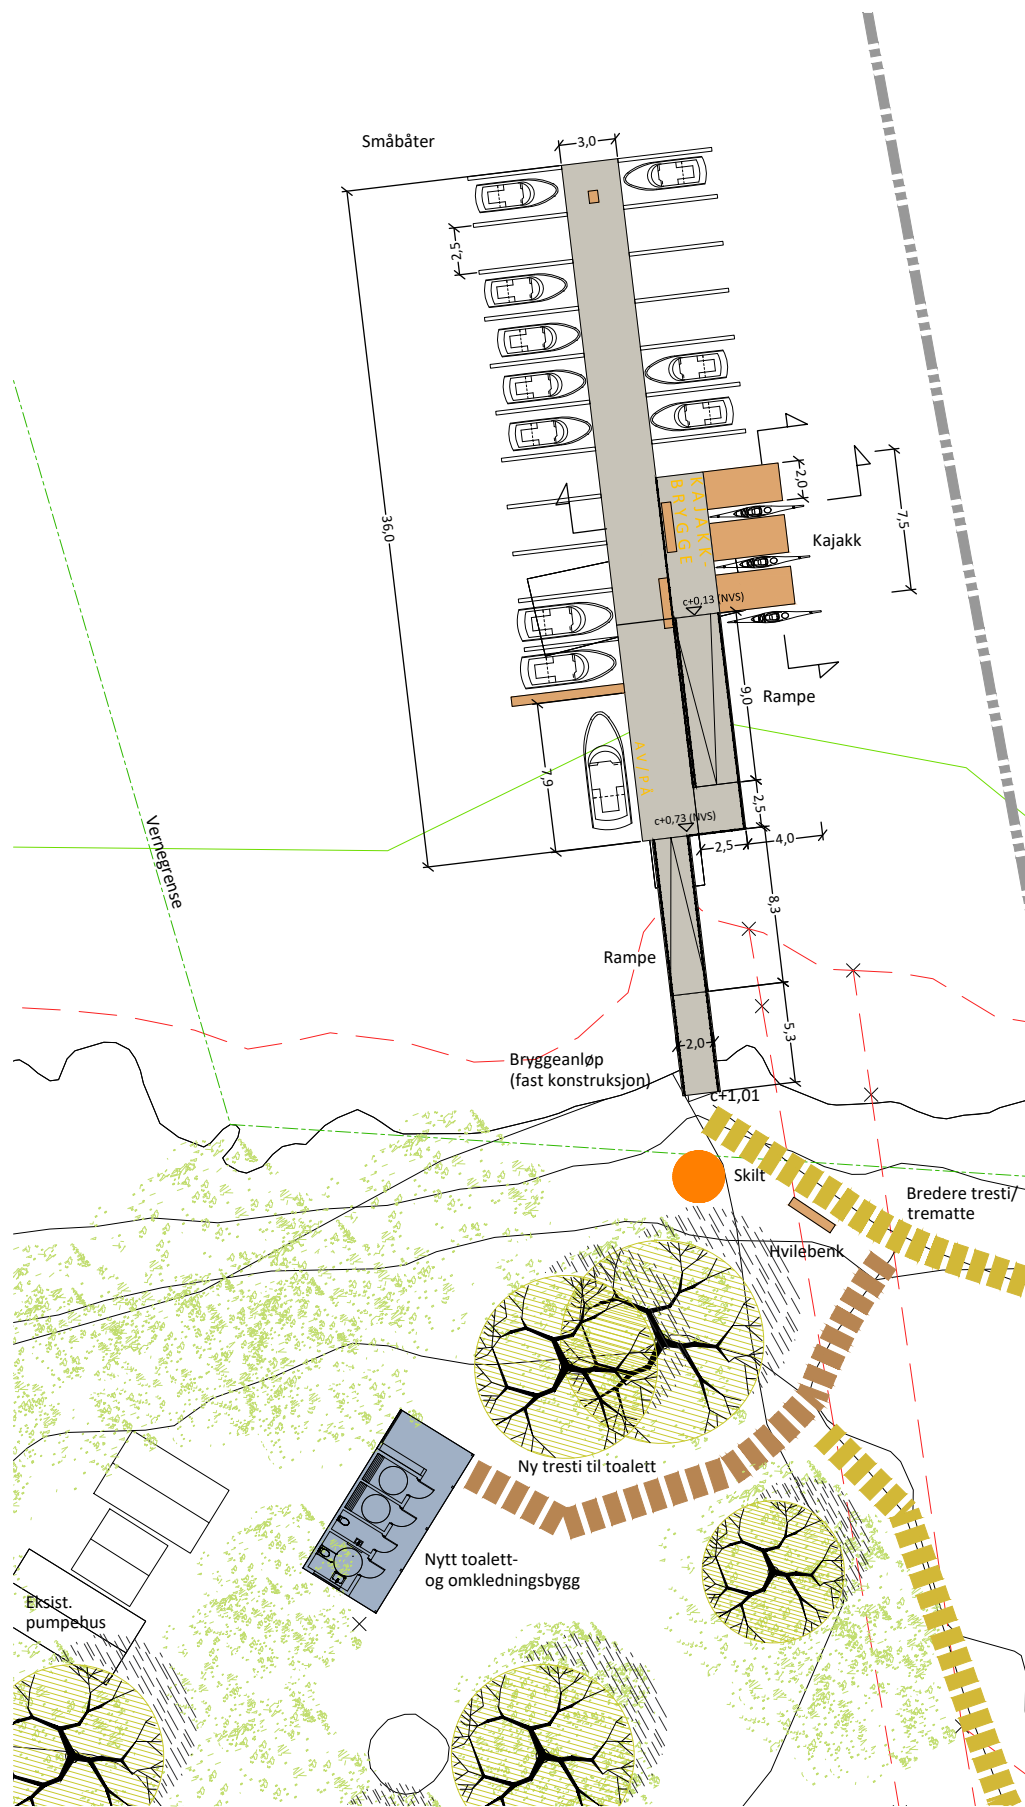 Småbåter
3,0
2,5
36,0
KAJAKK-
BRYGGE
2,0
7,5
Kajakk
c+0,13 (NVS)
Rampe
9,0
7,9
AV/PÅ
c+0,73 (NVS)
2,5
2,5
4,0
Vernegrense
8,3
Rampe
5,3
2,0
Bryggeanløp
(fast konstruksjon)
c+1,01
Skilt
Bredere tresti/
trematte
Hvilebenk
Ny tresti til toalett
Nytt toalett-
og omkledningsbygg
Eksist.
pumpehus